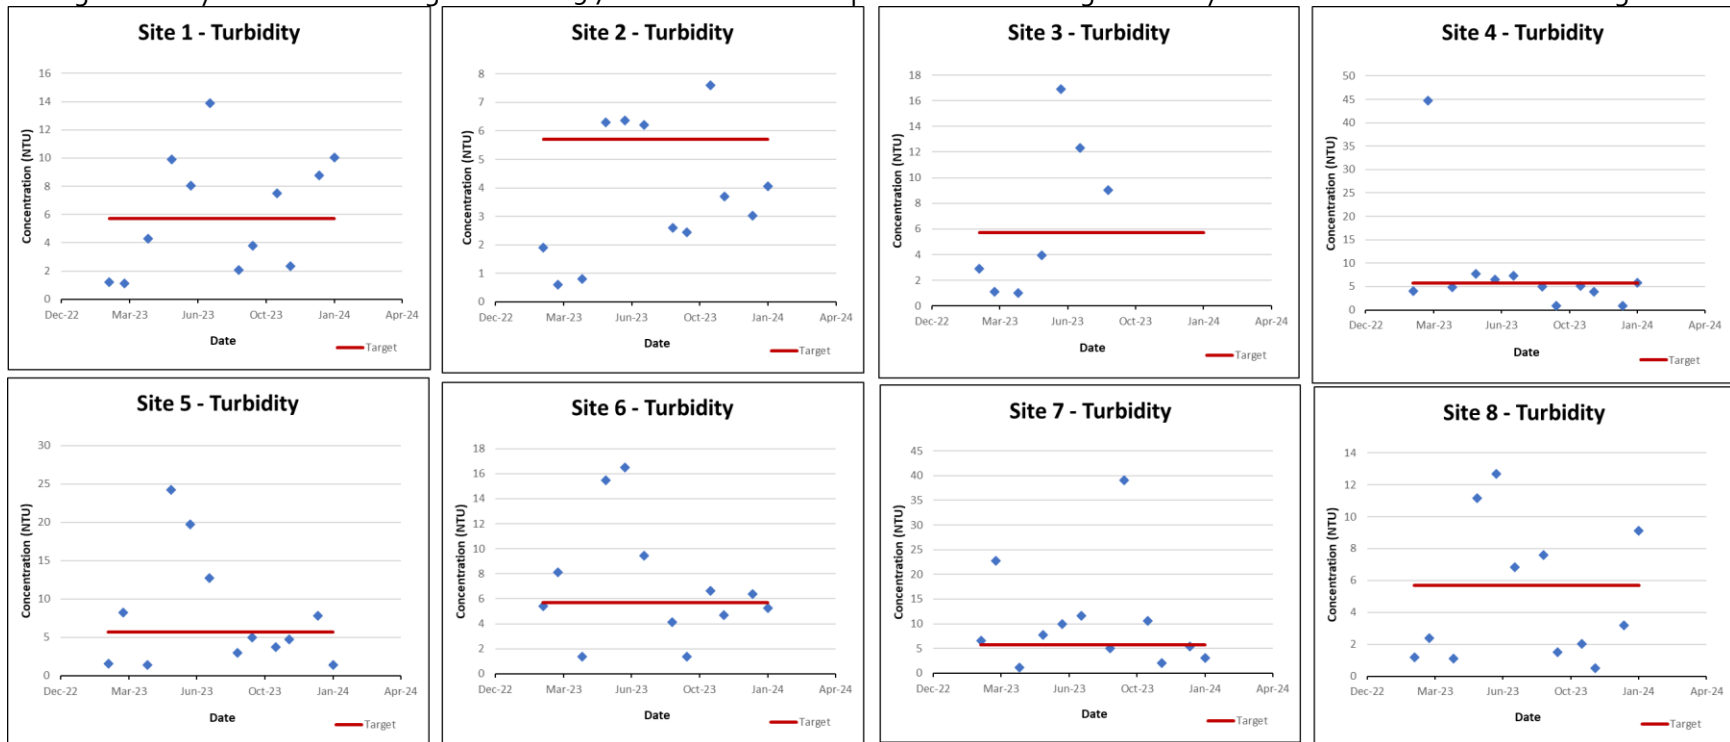 Site 1 - Turbidity
Concentration (NTU)
16
14
12
10
8
6
4
2
0
Dec-22 Mar-23 Jun-23 Oct-23 Jan-24 Apr-24
Date
Target
Site 2 - Turbidity
Concentration (NTU)
8
7
6
5
4
3
2
1
0
Dec-22 Mar-23 Jun-23 Oct-23 Jan-24 Apr-24
Date
Target
Site 3 - Turbidity
Concentration (NTU)
18
16
14
12
10
8
6
4
2
0
Dec-22 Mar-23 Jun-23 Oct-23 Jan-24 Apr-24
Date
Target
Site 4 - Turbidity
Concentration (NTU)
50
45
40
35
30
25
20
15
10
5
0
Dec-22 Mar-23 Jun-23 Oct-23 Jan-24 Apr-24
Date
Target
Site 5 - Turbidity
Concentration (NTU)
30
25
20
15
10
5
0
Dec-22 Mar-23 Jun-23 Oct-23 Jan-24 Apr-24
Date
Target
Site 6 - Turbidity
Concentration (NTU)
18
16
14
12
10
8
6
4
2
0
Dec-22 Mar-23 Jun-23 Oct-23 Jan-24 Apr-24
Date
Target
Site 7 - Turbidity
Concentration (NTU)
45
40
35
30
25
20
15
10
5
0
Dec-22 Mar-23 Jun-23 Oct-23 Jan-24 Apr-24
Date
Target
Site 8 - Turbidity
Concentration (NTU)
14
12
10
8
6
4
2
0
Dec-22 Mar-23 Jun-23 Oct-23 Jan-24 Apr-24
Date
Target